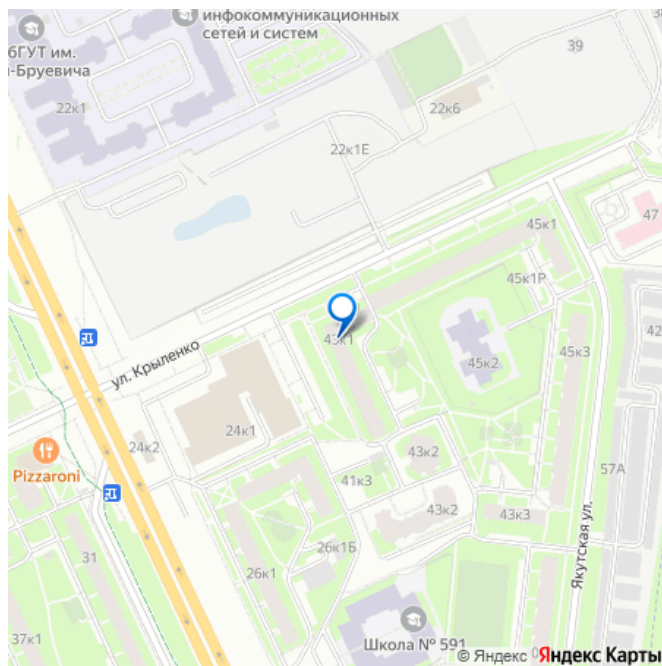 инфокоммуникационных
сетей и систем
бГУТ им.
-Бруевича
39
22к1
22к6
22к1Е
47
45к1
45к1Р
42
43к1
ул. Крыленко
45к2
45к3
24к1
24к2
43к2
Pizzaroni
41к3
57А
43к2
43к3
Якутская ул.
31
26к1Б
26к1
37к1
Школа № 591
© Яндекс
Яндекс Карты